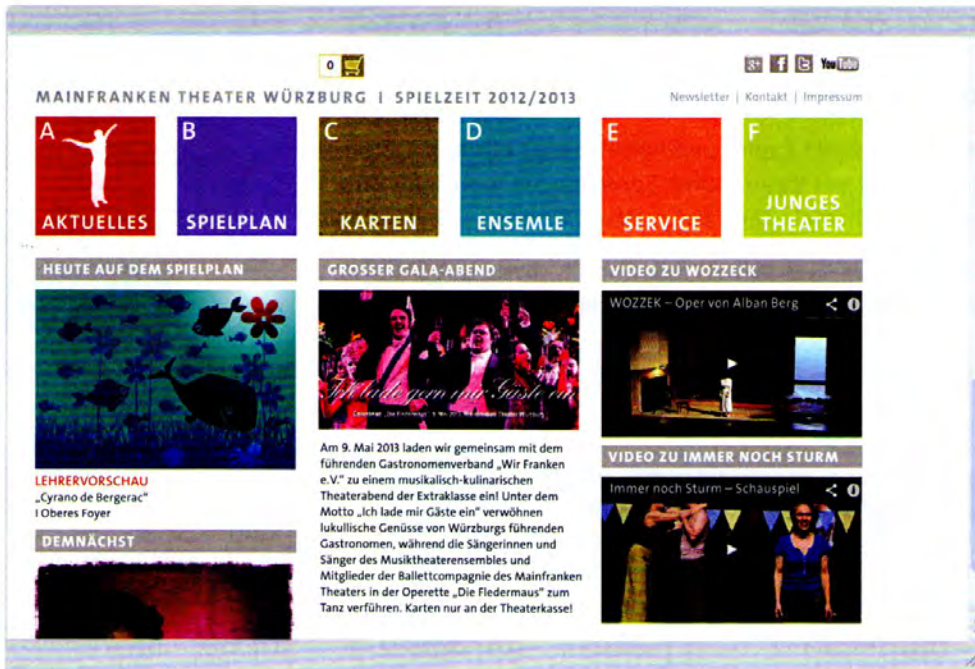 0
g+ f t You Tube
MAINFRANKEN THEATER WÜRZBURG | SPIELZEIT 2012/2013
Newsletter | Kontakt | Impressum
A
AKTUELLES
B
SPIELPLAN
C
KARTEN
D
ENSEMLE
E
SERVICE
F
JUNGES
THEATER
HEUTE AUF DEM SPIELPLAN
LEHRERVORSCHAU
„Cyrano de Bergerac“
I Oberes Foyer
DEMNÄCHST
GROSSER GALA-ABEND
Ich lade gern mir Gäste ein
Am 9. Mai 2013 laden wir gemeinsam mit dem
führenden Gastronomenverband „Wir Franken
e.V.“ zu einem musikalisch-kulinarischen
Theaterabend der Extraklasse ein! Unter dem
Motto „Ich lade mir Gäste ein“ verwöhnen
lukullische Genüsse von Würzburgs führenden
Gastronomen, während die Sängerinnen und
Sänger des Musiktheaterensembles und
Mitglieder der Ballettcompagnie des Mainfranken
Theaters in der Operette „Die Fledermaus“ zum
Tanz verführen. Karten nur an der Theaterkasse!
VIDEO ZU WOZZECK
WOZZEK – Oper von Alban Berg
VIDEO ZU IMMER NOCH STURM
Immer noch Sturm – Schauspiel